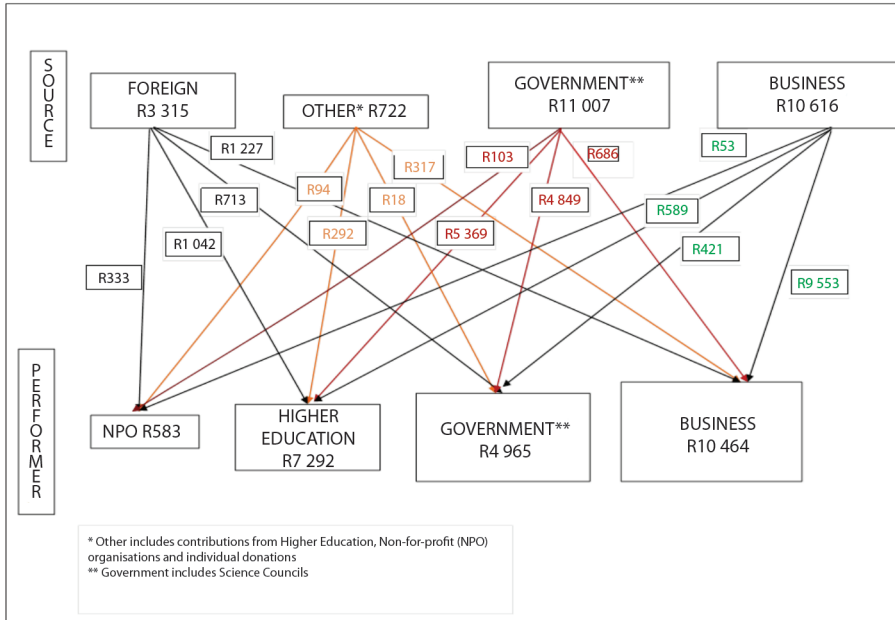 SOURCE
FOREIGN
R3 315
OTHER* R722
GOVERNMENT**
R11 007
BUSINESS
R10 616
R1 227
R317
R103
R686
R53
R713
R94
R18
R4 849
R589
R1 042
R292
R5 369
R421
R333
R9 553
PERFORMER
NPO R583
HIGHER
EDUCATION
R7 292
GOVERNMENT**
R4 965
BUSINESS
R10 464
* Other includes contributions from Higher Education, Non-for-profit (NPO)
organisations and individual donations
** Government includes Science Councils